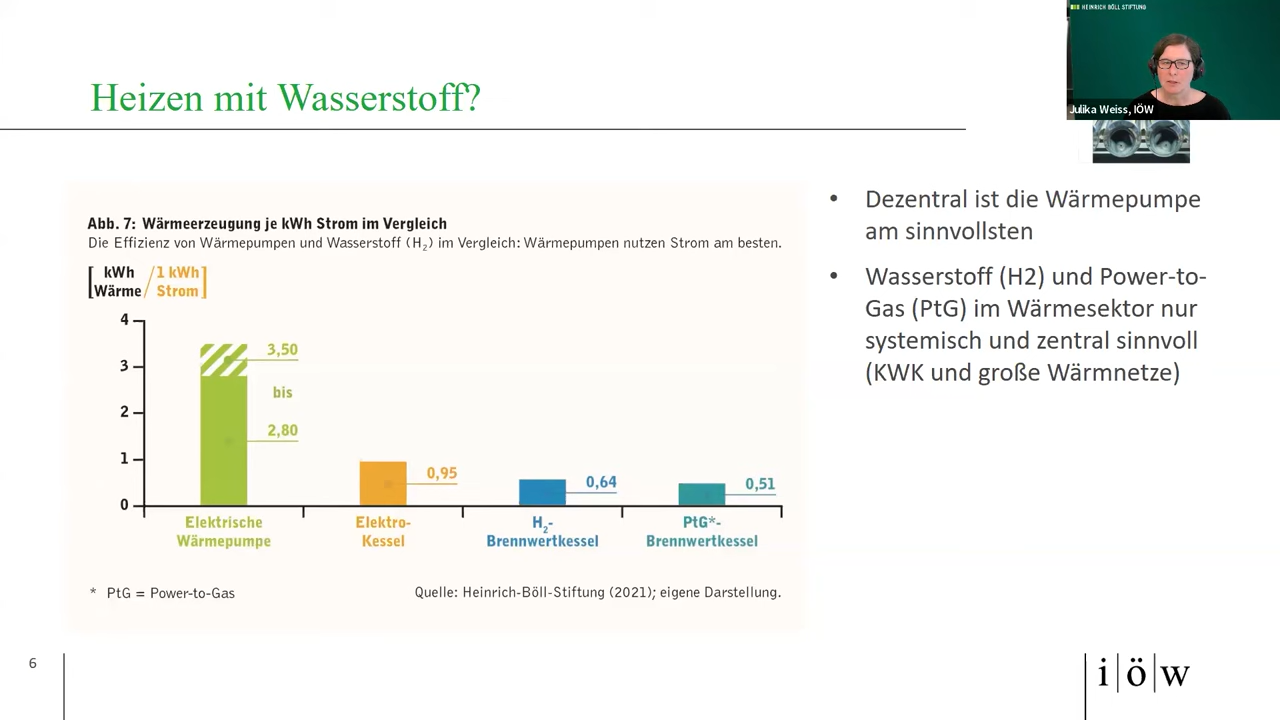 HEINRICH BÖLL STIFTUNG
Julika Weiss, IÖW
Heizen mit Wasserstoff?
Abb. 7: Wärmeerzeugung je kWh Strom im Vergleich
Die Effizienz von Wärmepumpen und Wasserstoff (H₂) im Vergleich: Wärmepumpen nutzen Strom am besten.
[kWh Wärme / 1 kWh Strom]
4
3
2
1
0
3,50
bis
2,80
0,95
0,64
0,51
Elektrische
Wärmepumpe
Elektro-
Kessel
H₂-
Brennwertkessel
PtG*-
Brennwertkessel
* PtG = Power-to-Gas
Quelle: Heinrich-Böll-Stiftung (2021); eigene Darstellung.
• Dezentral ist die Wärmepumpe
am sinnvollsten
• Wasserstoff (H2) und Power-to-
Gas (PtG) im Wärmesektor nur
systemisch und zentral sinnvoll
(KWK und große Wärmnetze)
6
i|ö|w